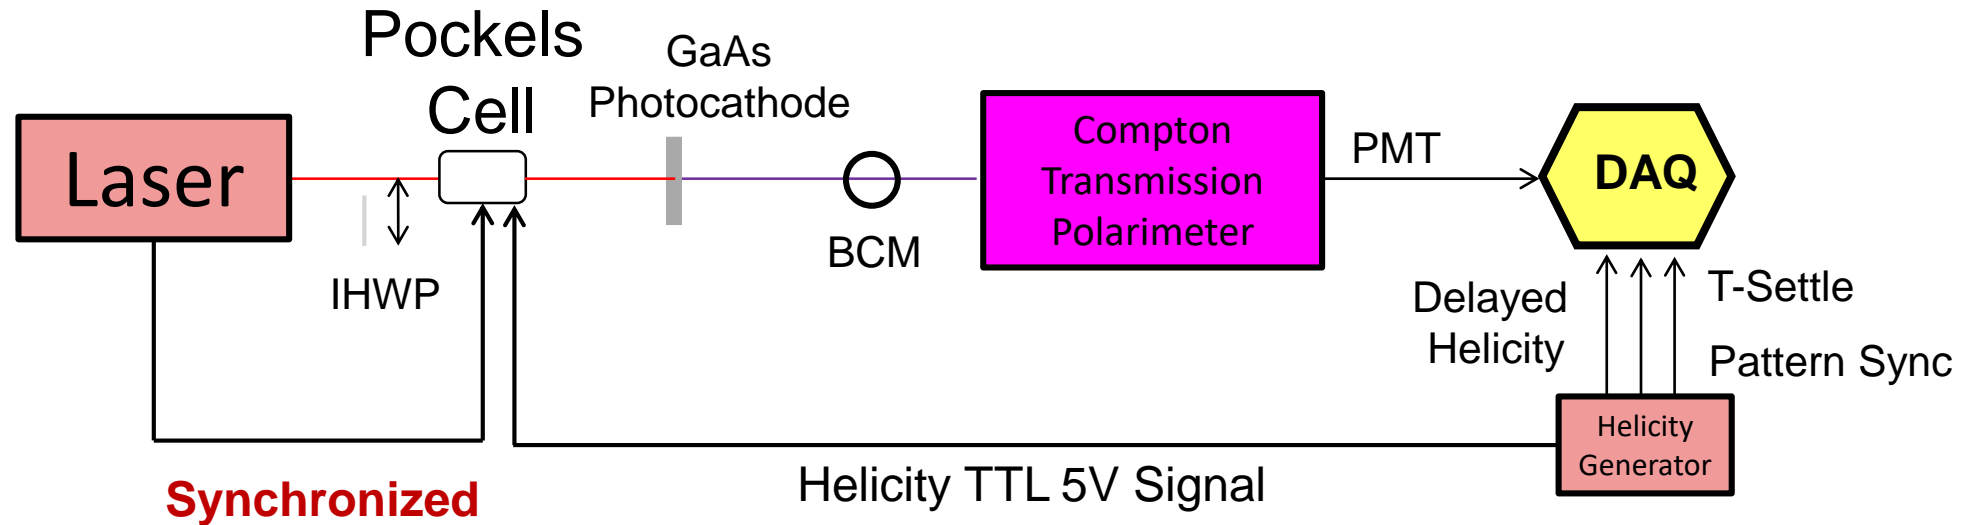 Pockels
Cell
GaAs
Photocathode
Laser
IHWP
BCM
Compton
Transmission
Polarimeter
PMT
DAQ
Delayed
Helicity
T-Settle
Pattern Sync
Helicity
Generator
Helicity TTL 5V Signal
Synchronized